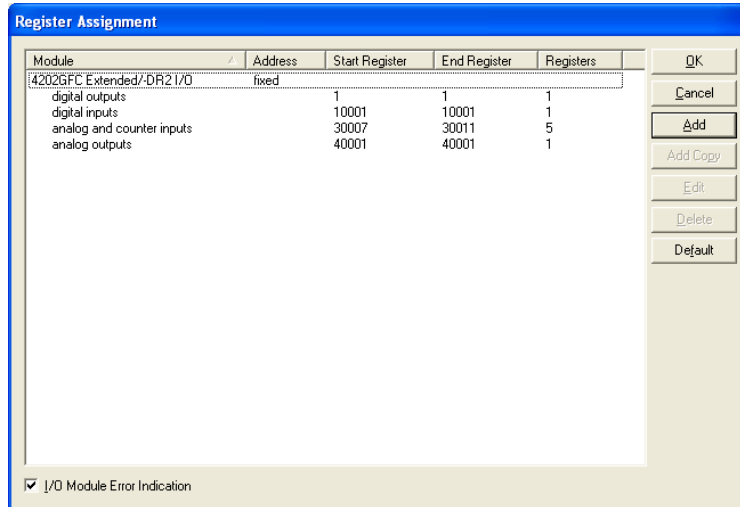 Register Assignment
Module Address Start Register End Register Registers
4202GFC Extended/-DR2 I/O fixed
digital outputs 1 1 1
digital inputs 10001 10001 1
analog and counter inputs 30007 30011 5
analog outputs 40001 40001 1
OK
Cancel
Add
Add Copy
Edit
Delete
Default
I/O Module Error Indication